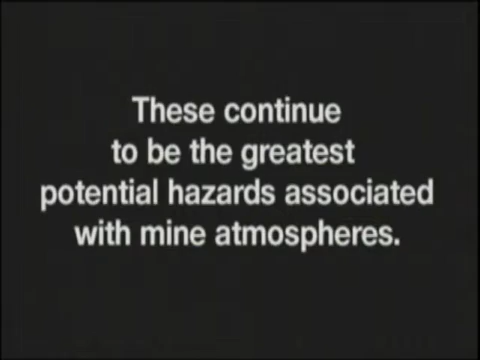 These continue
to be the greatest
potential hazards associated
with mine atmospheres.